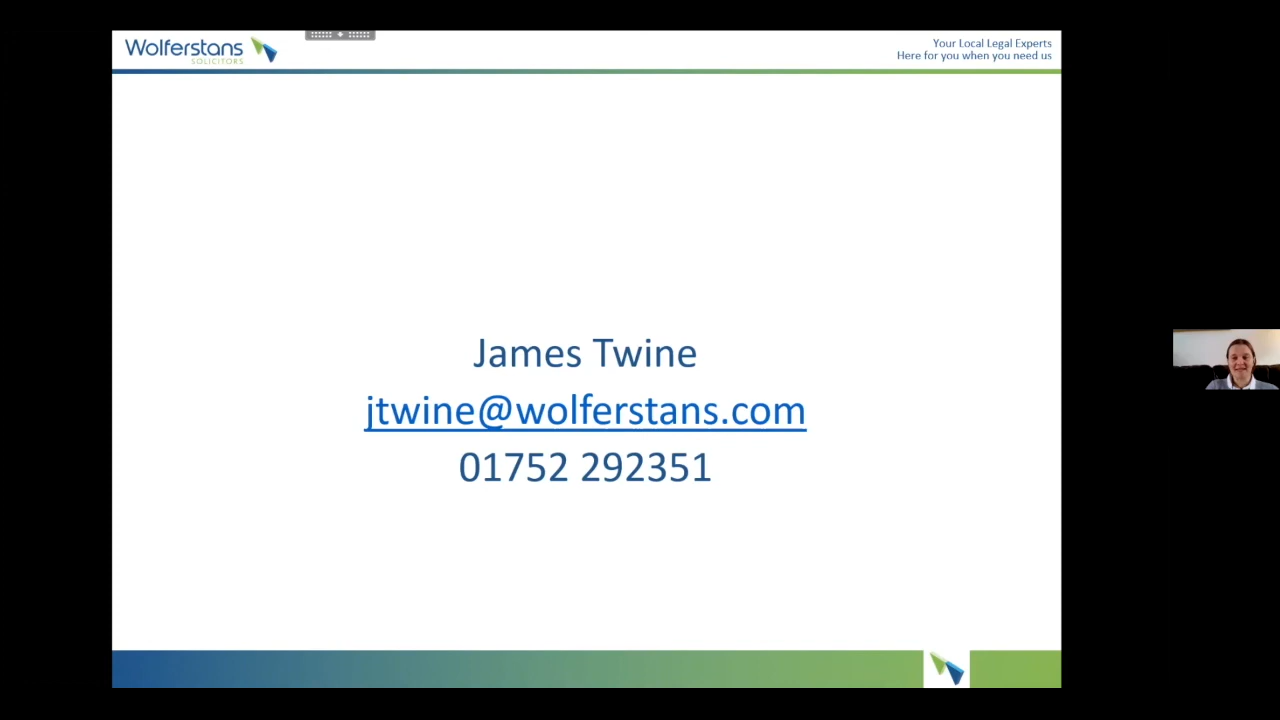 Wolferstans
SOLICITORS
Your Local Legal Experts
Here for you when you need us
James Twine
jtwine@wolferstans.com
01752 292351